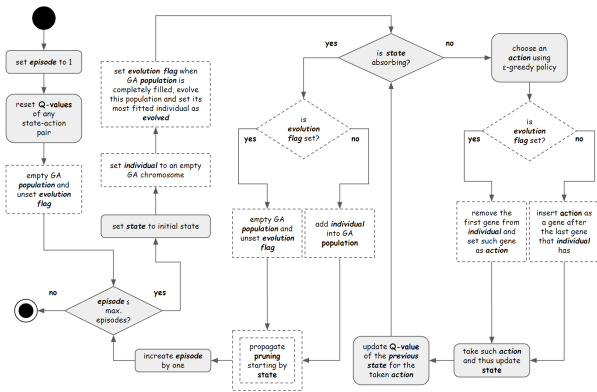 set episode to 1
reset Q-values
of any
state-action
pair
empty GA
population and
unset evolution
flag
set evolution flag when
GA population is
completely filled, evolve
this population and set its
most fitted individual as
evolved
set individual to an empty
GA chromosome
set state to initial state
no
episode ≤
max.
episodes?
yes
increase episode
by one
yes
is state
absorbing?
no
is
evolution
flag set?
yes
no
empty GA
population and
unset evolution
flag
add individual
into GA
population
propagate
pruning
starting by
state
choose an
action using
ε-greedy policy
is
evolution
flag set?
yes
no
remove the
first gene from
individual and
set such gene
as action
insert action as
a gene after
the last gene
that individual
has
update Q-value
of the previous
state for the
taken action
take such action
and thus update
state